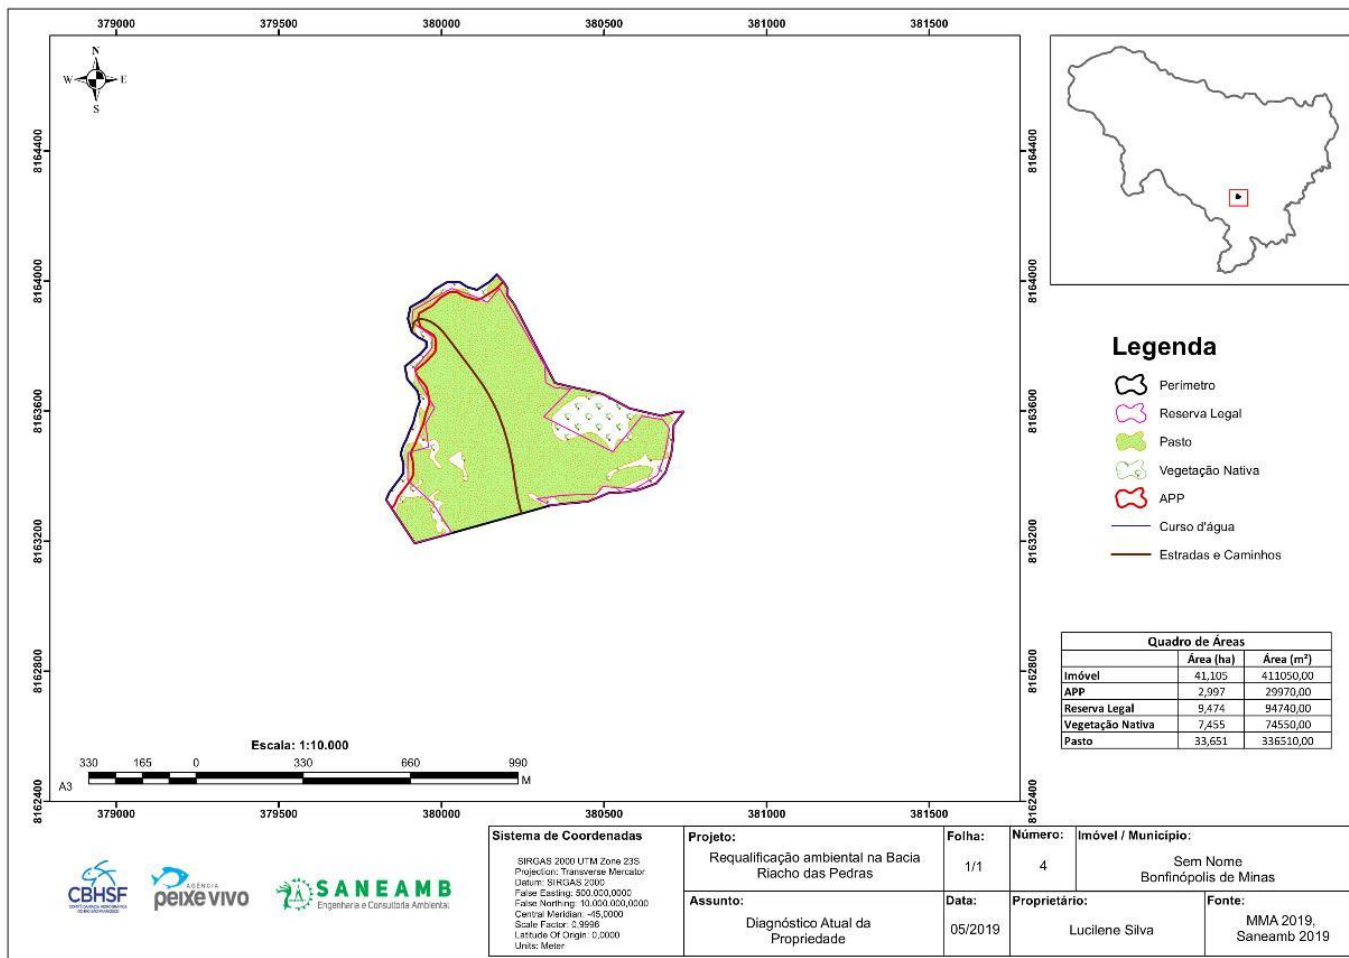 379000 379500 380000 380500 381000 381500
N
W E
S
8164400 8164400
8164000 8164000
8163600 8163600
8163200 8163200
8162800 8162800
8162400 8162400
Legenda
Perímetro
Reserva Legal
Pasto
Vegetação Nativa
APP
Curso d'água
Estradas e Caminhos
Quadro de Áreas
Área (ha) Área (m²)
Imóvel 41,105 411050,00
APP 2,997 29970,00
Reserva Legal 9,474 94740,00
Vegetação Nativa 7,455 74550,00
Pasto 33,651 336510,00
Escala: 1:10.000
330 165 0 330 660 990
A3 M
379000 379500 380000 380500 381000 381500
CBHSF
AGÊNCIA
peixe vivo
SANEAMB
Engenharia e Consultoria Ambiental
Sistema de Coordenadas
SIRGAS 2000 UTM Zone 23S
Projection: Transverse Mercator
Datum: SIRGAS 2000
False Easting: 500.000,0000
False Northing: 10.000.000,0000
Central Meridian: -45,0000
Scale Factor: 0,9996
Latitude Of Origin: 0,0000
Units: Meter
Projeto:
Requalificação ambiental na Bacia
Riacho das Pedras
Folha:
1/1
Número:
4
Imóvel / Município:
Sem Nome
Bonfinópolis de Minas
Assunto:
Diagnóstico Atual da
Propriedade
Data:
05/2019
Proprietário:
Lucilene Silva
Fonte:
MMA 2019,
Saneamb 2019